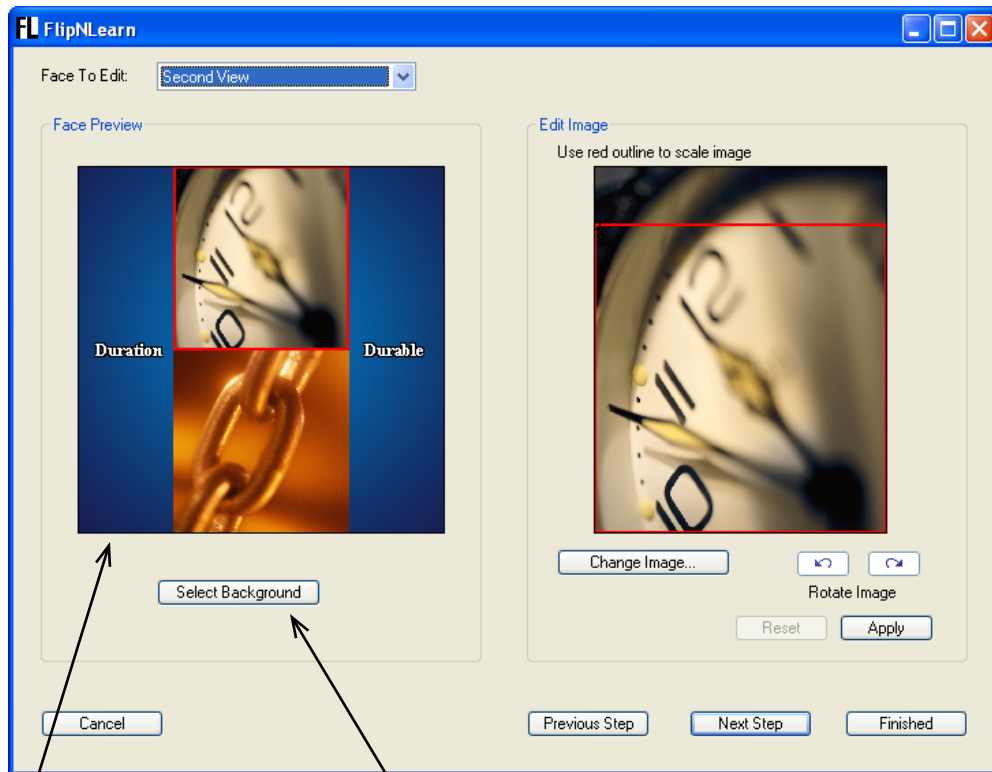 FL FlipNLearn
Face To Edit: Second View
Face Preview
Edit Image
Use red outline to scale image
Duration
Durable
Change Image...
Rotate Image
Select Background
Reset Apply
Cancel Previous Step Next Step Finished